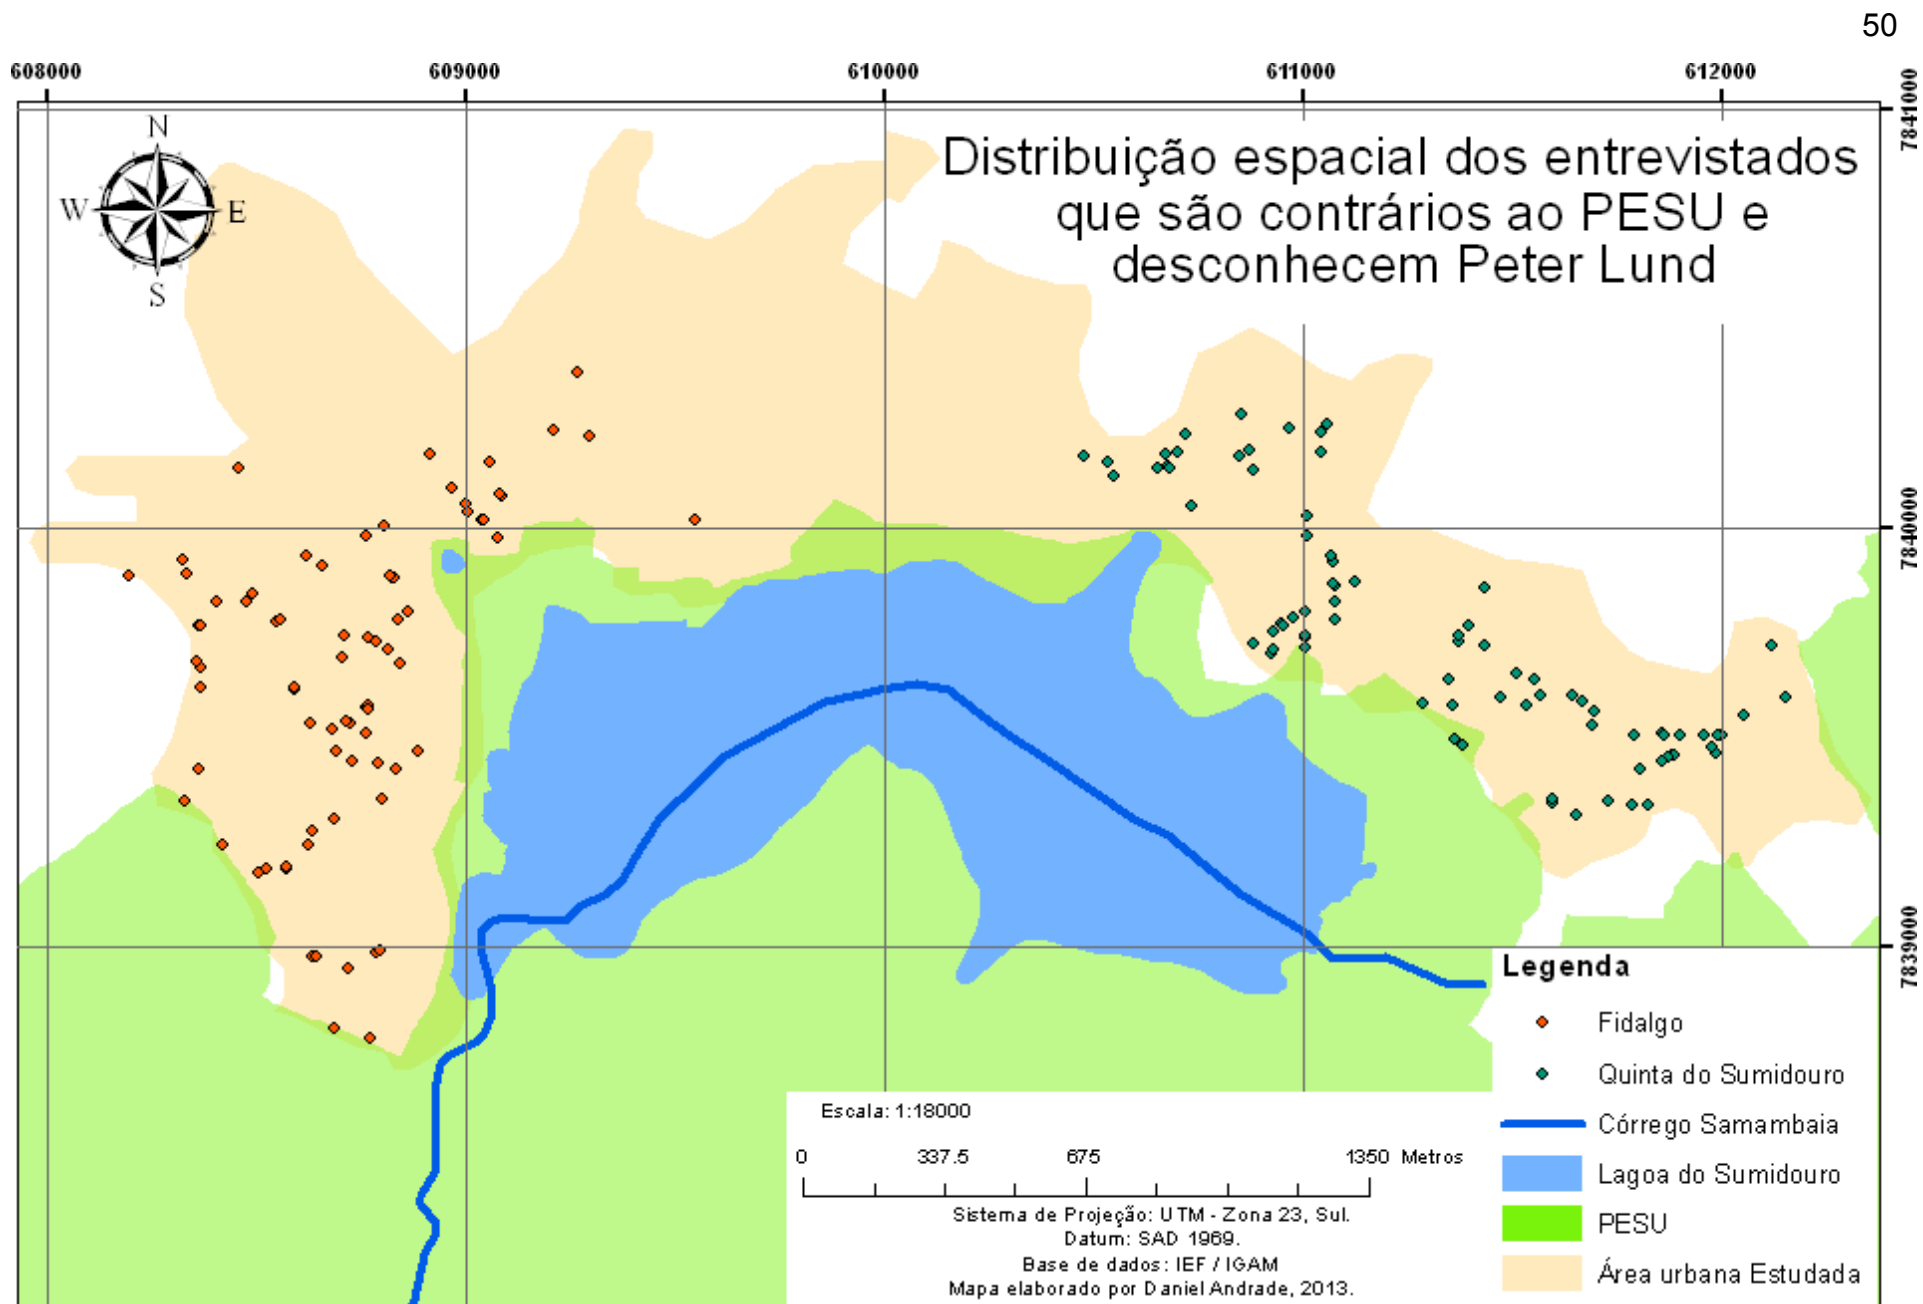 50
608000 609000 610000 611000 612000
7841000
7840000
7839000
N
W E
S
Distribuição espacial dos entrevistados
que são contrários ao PESU e
desconhecem Peter Lund
Legenda
Fidalgo
Quinta do Sumidouro
Córrego Samambaia
Lagoa do Sumidouro
PESU
Área urbana Estudada
Escala: 1:18000
0 337.5 675 1350 Metros
Sistema de Projeção: UTM - Zona 23, Sul.
Datum: SAD 1969.
Base de dados: IEF / IGAM
Mapa elaborado por Daniel Andrade, 2013.